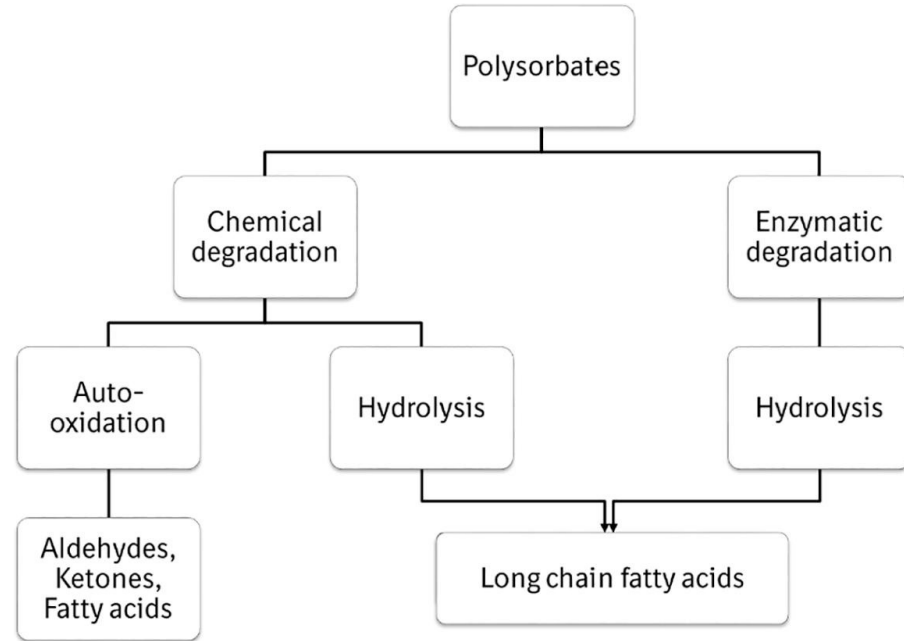 Polysorbates
Chemical
degradation
Enzymatic
degradation
Auto-
oxidation
Hydrolysis
Hydrolysis
Aldehydes,
Ketones,
Fatty acids
Long chain fatty acids